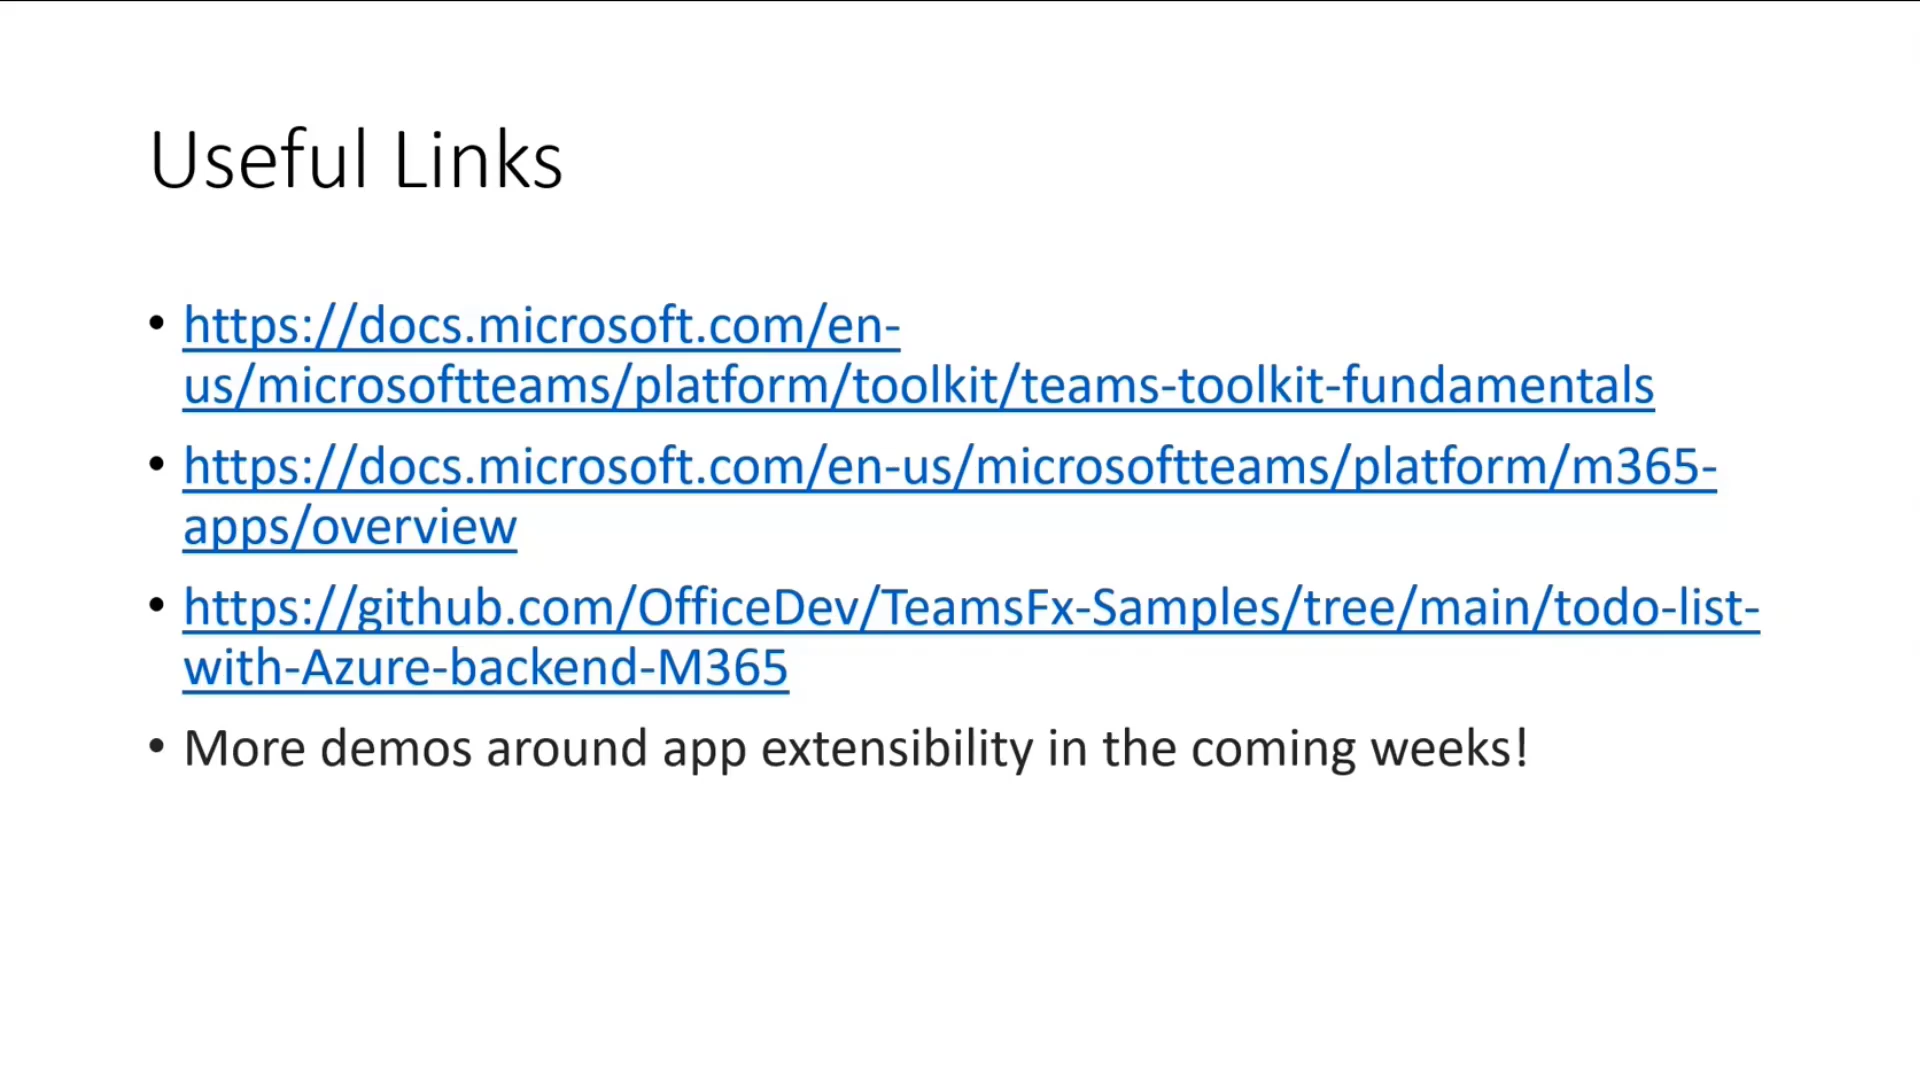 Useful Links
• https://docs.microsoft.com/en-
us/microsoftteams/platform/toolkit/teams-toolkit-fundamentals
• https://docs.microsoft.com/en-us/microsoftteams/platform/m365-
apps/overview
• https://github.com/OfficeDev/TeamsFx-Samples/tree/main/todo-list-
with-Azure-backend-M365
• More demos around app extensibility in the coming weeks!